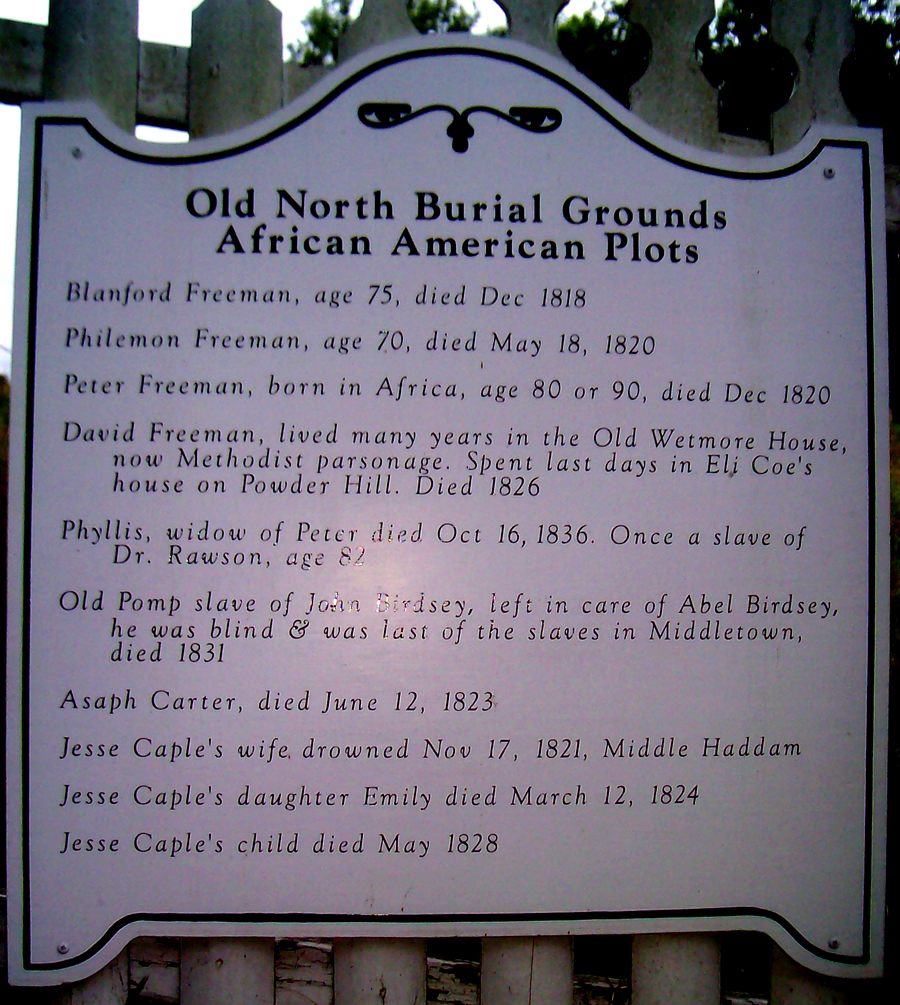 Old North Burial Grounds
African American Plots
Blanford Freeman, age 75, died Dec 1818
Philemon Freeman, age 70, died May 18, 1820
Peter Freeman, born in Africa, age 80 or 90, died Dec 1820
David Freeman, lived many years in the Old Wetmore House,
now Methodist parsonage. Spent last days in Eli Coe's
house on Powder Hill. Died 1826
Phyllis, widow of Peter died Oct 16, 1836. Once a slave of
Dr. Rawson, age 82
Old Pomp slave of John Birdsey, left in care of Abel Birdsey,
he was blind & was last of the slaves in Middletown,
died 1831
Asaph Carter, died June 12, 1823
Jesse Caple's wife drowned Nov 17, 1821, Middle Haddam
Jesse Caple's daughter Emily died March 12, 1824
Jesse Caple's child died May 1828